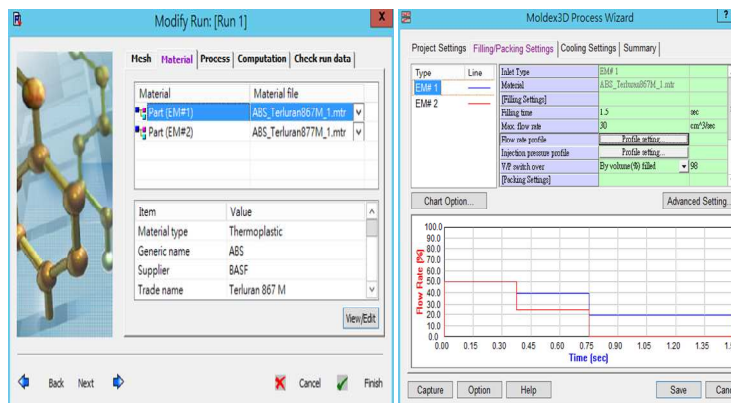 Modify Run: [Run 1]
X
Mesh Material Process Computation Check run data
Material Material file
Part (EM#1) ABS_Terluran867M_1.mtr
Part (EM#2) ABS_Terluran877M_1.mtr
Item Value
Material type Thermoplastic
Generic name ABS
Supplier BASF
Trade name Terluran 867 M
View/Edit
Back Next Cancel Finish
Moldex3D Process Wizard
?
Project Settings Filling/Packing Settings Cooling Settings Summary
Type Line
EM# 1
EM# 2
Inlet Type EM# 1
Material ABS_Terluran867M_1.mtr
[Filling Settings]
Filling time 1.5 sec
Max. flow rate 30 cm^3/sec
Flow rate profile Profile setting...
Injection pressure profile Profile setting...
V/P switch over By volume(%) filled 98
[Packing Settings]
Chart Option... Advanced Setting...
Flow Rate (%)
100.0
90.0
80.0
70.0
60.0
50.0
40.0
30.0
20.0
10.0
0.0
0.00 0.15 0.30 0.45 0.60 0.75 0.90 1.05 1.20 1.35 1.5
Time (sec)
Capture Option Help Save Canc